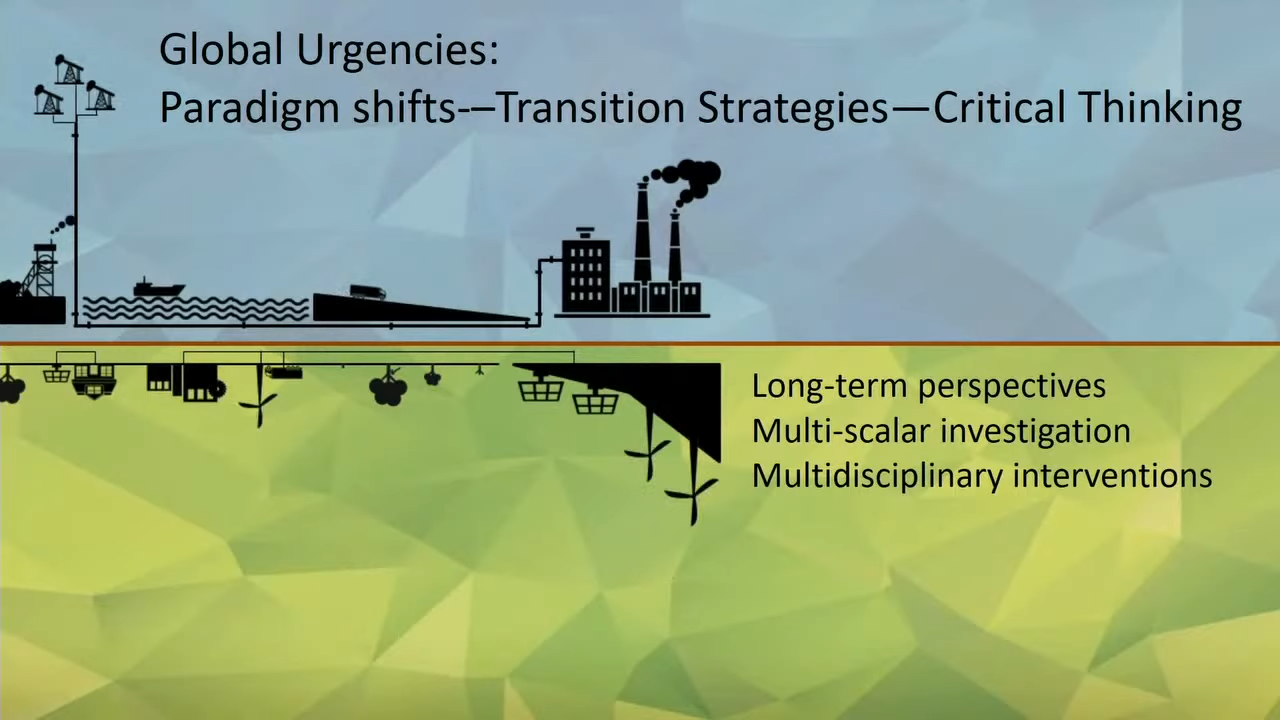 Global Urgencies:
Paradigm shifts-–Transition Strategies—Critical Thinking
Long-term perspectives
Multi-scalar investigation
Multidisciplinary interventions